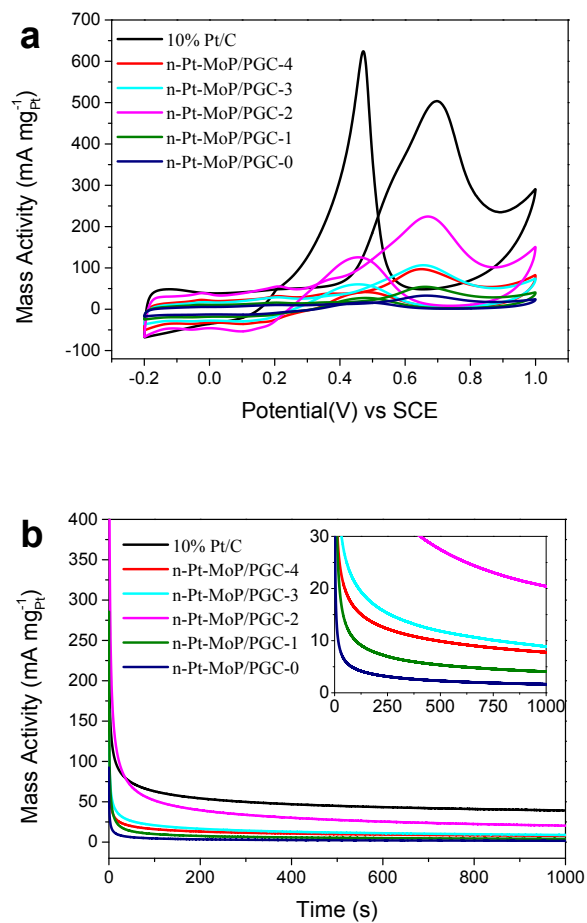 a
700
600
500
400
300
200
100
0
-100
Mass Activity (mA mg⁻¹Pt)
10% Pt/C
n-Pt-MoP/PGC-4
n-Pt-MoP/PGC-3
n-Pt-MoP/PGC-2
n-Pt-MoP/PGC-1
n-Pt-MoP/PGC-0
-0.2 0.0 0.2 0.4 0.6 0.8 1.0
Potential(V) vs SCE
b
400
350
300
250
200
150
100
50
0
Mass Activity (mA mg⁻¹Pt)
10% Pt/C
n-Pt-MoP/PGC-4
n-Pt-MoP/PGC-3
n-Pt-MoP/PGC-2
n-Pt-MoP/PGC-1
n-Pt-MoP/PGC-0
30
20
10
0
0 250 500 750 1000
0 200 400 600 800 1000
Time (s)